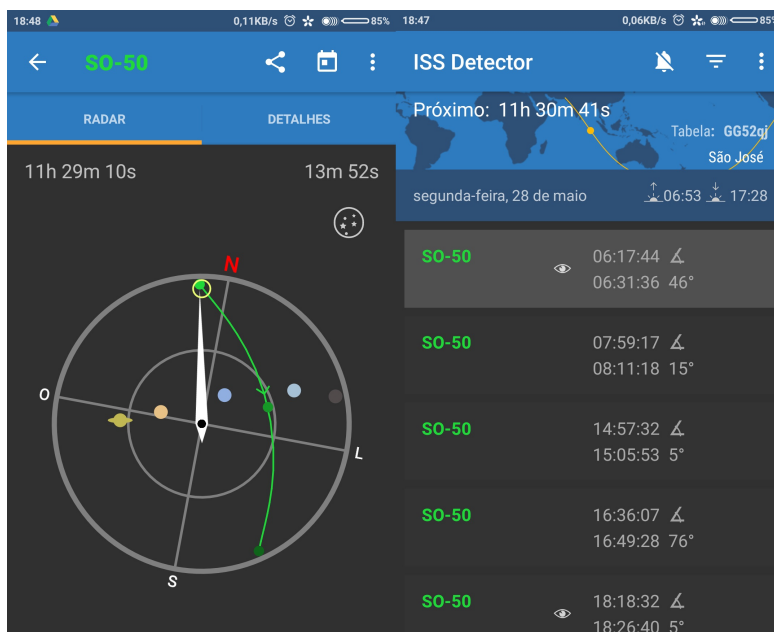 18:48
0,11KB/s
85%
SO-50
RADAR
DETALHES
11h 29m 10s
13m 52s
N
O
L
S
18:47
0,06KB/s
85%
ISS Detector
Próximo: 11h 30m 41s
Tabela: GG52qj
São José
segunda-feira, 28 de maio
06:53
17:28
SO-50
06:17:44
06:31:36 46°
SO-50
07:59:17
08:11:18 15°
SO-50
14:57:32
15:05:53 5°
SO-50
16:36:07
16:49:28 76°
SO-50
18:18:32
18:26:40 5°